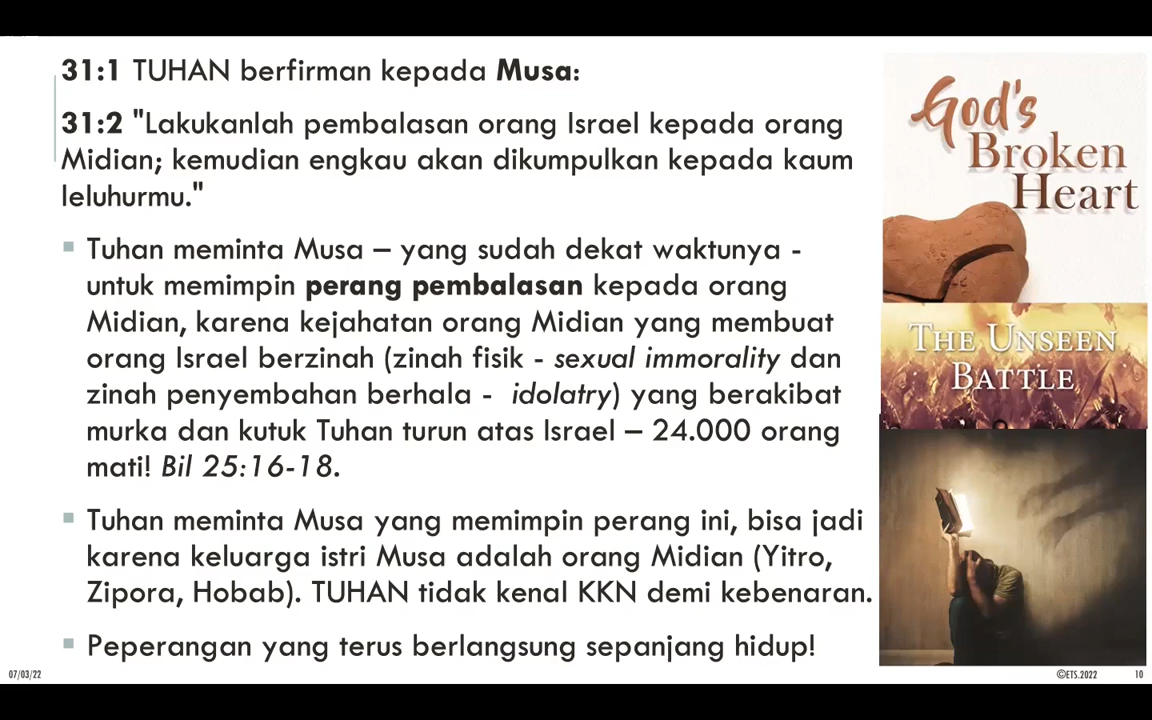 31:1 TUHAN berfirman kepada Musa:
31:2 "Lakukanlah pembalasan orang Israel kepada orang
Midian; kemudian engkau akan dikumpulkan kepada kaum
leluhurmu."
▪ Tuhan meminta Musa – yang sudah dekat waktunya -
untuk memimpin perang pembalasan kepada orang
Midian, karena kejahatan orang Midian yang membuat
orang Israel berzinah (zinah fisik - sexual immorality dan
zinah penyembahan berhala - idolatry) yang berakibat
murka dan kutuk Tuhan turun atas Israel – 24.000 orang
mati! Bil 25:16-18.
▪ Tuhan meminta Musa yang memimpin perang ini, bisa jadi
karena keluarga istri Musa adalah orang Midian (Yitro,
Zipora, Hobab). TUHAN tidak kenal KKN demi kebenaran.
▪ Peperangan yang terus berlangsung sepanjang hidup!
God's
Broken
Heart
THE UNSEEN
BATTLE
07/03/22
©ETS.2022
10